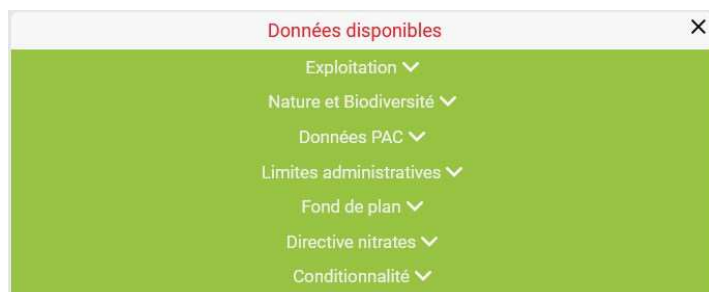 Données disponibles
Exploitation
Nature et Biodiversité
Données PAC
Limites administratives
Fond de plan
Directive nitrates
Conditionnalité